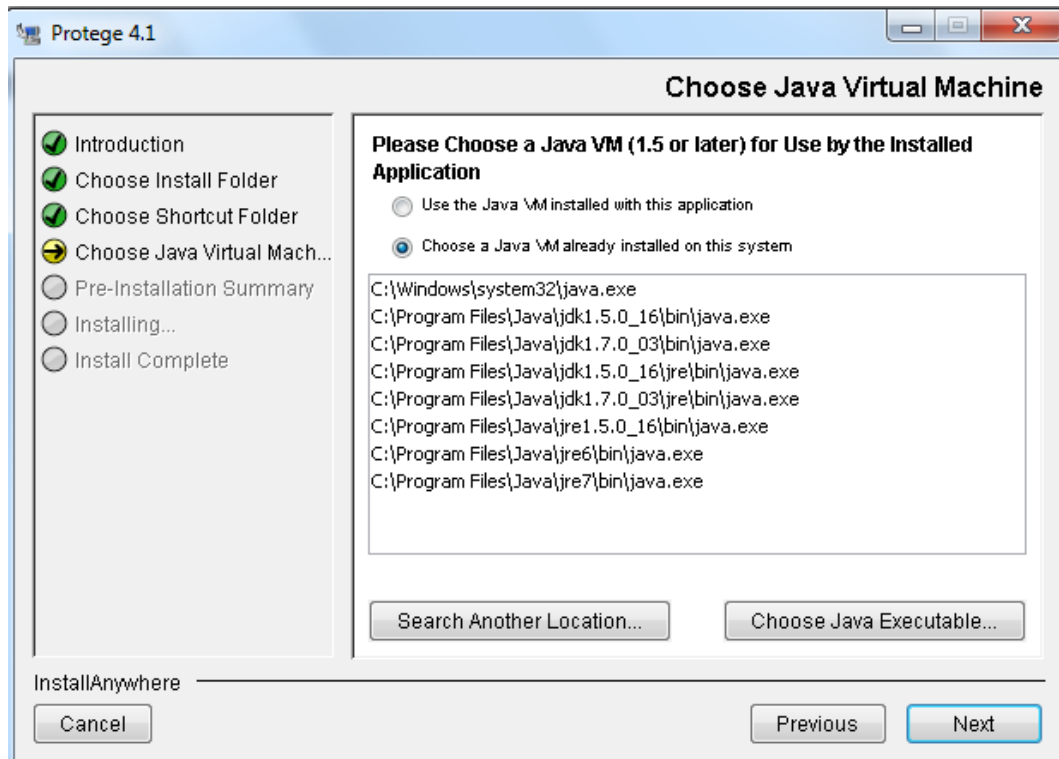 Protege 4.1
Choose Java Virtual Machine
Introduction
Choose Install Folder
Choose Shortcut Folder
Choose Java Virtual Mach...
Pre-Installation Summary
Installing...
Install Complete
Please Choose a Java VM (1.5 or later) for Use by the Installed
Application
Use the Java VM installed with this application
Choose a Java VM already installed on this system
C:\Windows\system32\java.exe
C:\Program Files\Java\jdk1.5.0_16\bin\java.exe
C:\Program Files\Java\jdk1.7.0_03\bin\java.exe
C:\Program Files\Java\jdk1.5.0_16\jre\bin\java.exe
C:\Program Files\Java\jdk1.7.0_03\jre\bin\java.exe
C:\Program Files\Java\jre1.5.0_16\bin\java.exe
C:\Program Files\Java\jre6\bin\java.exe
C:\Program Files\Java\jre7\bin\java.exe
Search Another Location...
Choose Java Executable...
InstallAnywhere
Cancel
Previous
Next